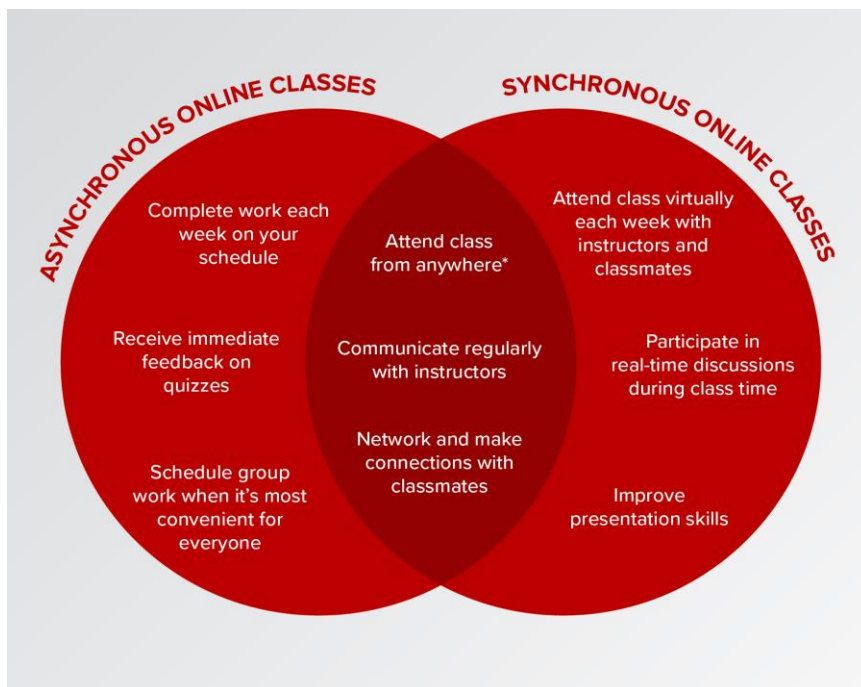 ASYNCHRONOUS ONLINE CLASSES
Complete work each
week on your
schedule
Receive immediate
feedback on
quizzes
Schedule group
work when it’s most
convenient for
everyone
Attend class
from anywhere*
Communicate regularly
with instructors
Network and make
connections with
classmates
SYNCHRONOUS ONLINE CLASSES
Attend class virtually
each week with
instructors and
classmates
Participate in
real-time discussions
during class time
Improve
presentation skills